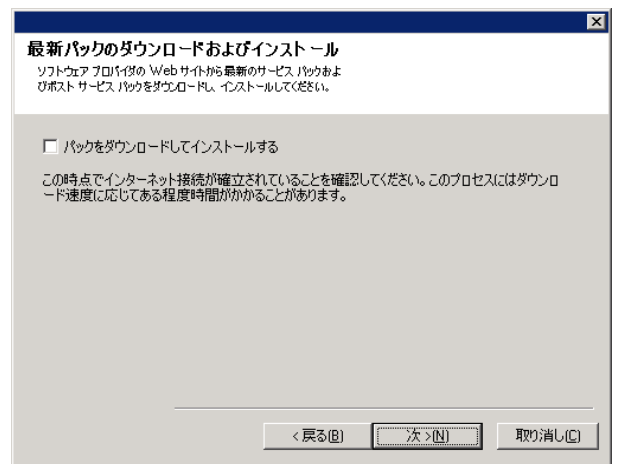 最新パックのダウンロードおよびインストール
ソフトウェア プロバイダの Web サイトから最新のサービス パックおよ
びポスト サービス パックをダウンロードし、インストールしてください。
パックをダウンロードしてインストールする
この時点でインターネット接続が確立されていることを確認してください。このプロセスにはダウンロ
ード速度に応じてある程度時間がかかることがあります。
< 戻る(B)
次 >(N)
取り消し(C)